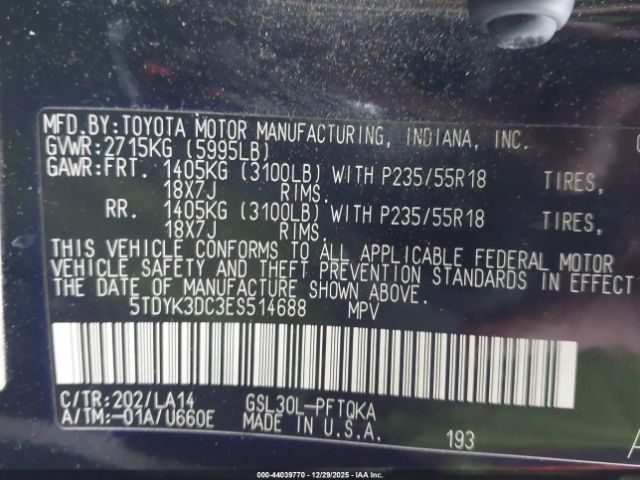 MFD.BY:TOYOTA MOTOR MANUFACTURING, INDIANA, INC.
GVWR:2715KG (5995LB)
GAWR:FRT. 1405KG (3100LB) WITH P235/55R18 TIRES,
18X7J RIMS.
RR. 1405KG (3100LB) WITH P235/55R18 TIRES,
18X7J RIMS.
THIS VEHICLE CONFORMS TO ALL APPLICABLE FEDERAL MOTOR
VEHICLE SAFETY AND THEFT PREVENTION STANDARDS IN EFFECT
THE DATE OF MANUFACTURE SHOWN ABOVE.
5TDYK3DC3ES514688 MPV
C/TR:202/LA14 GSL30L-PFTQKA
A/TM:-01A/U660E MADE IN U.S.A.
193
000-44039770 — 12/29/2025 — IAAI.COM